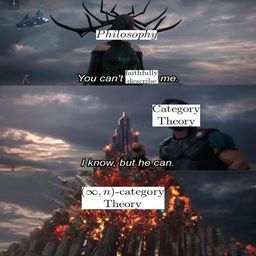 Philosophy
You can't faithfully describe me.
Category
Theory
I know, but he can.
(∞, n)-category
Theory